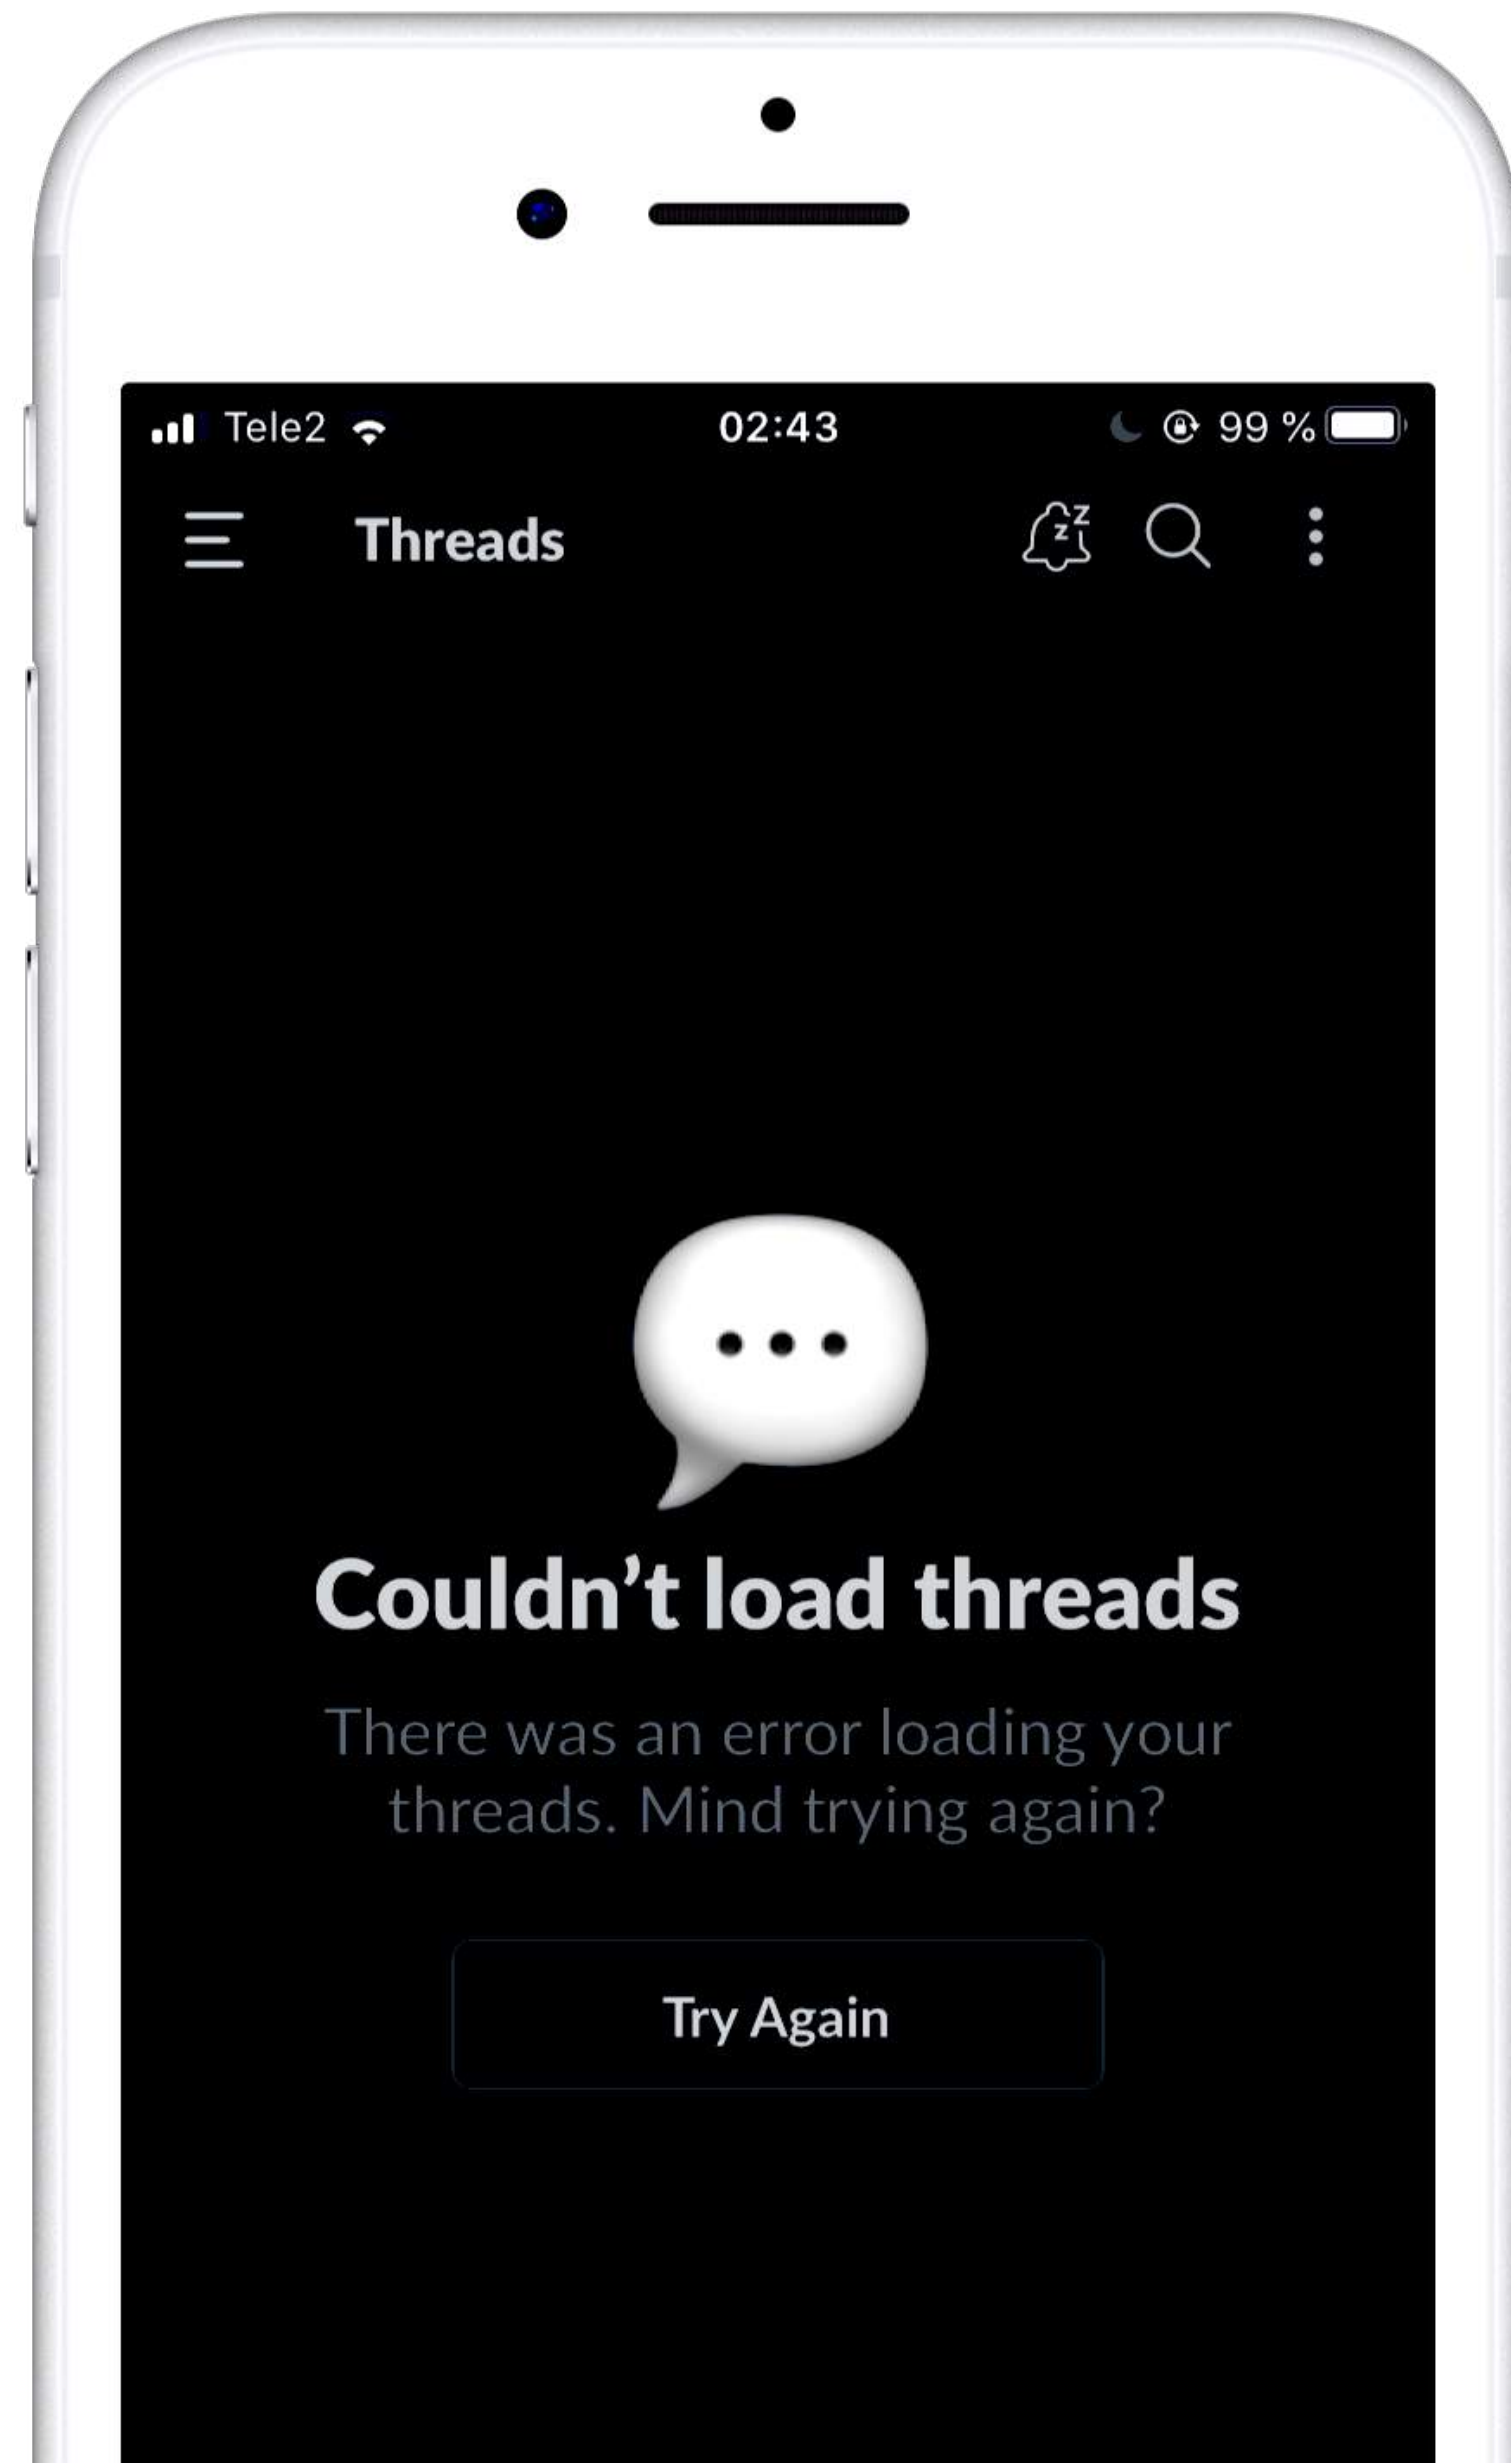 Tele2 02:43 99 %
Threads
Couldn’t load threads
There was an error loading your
threads. Mind trying again?
Try Again